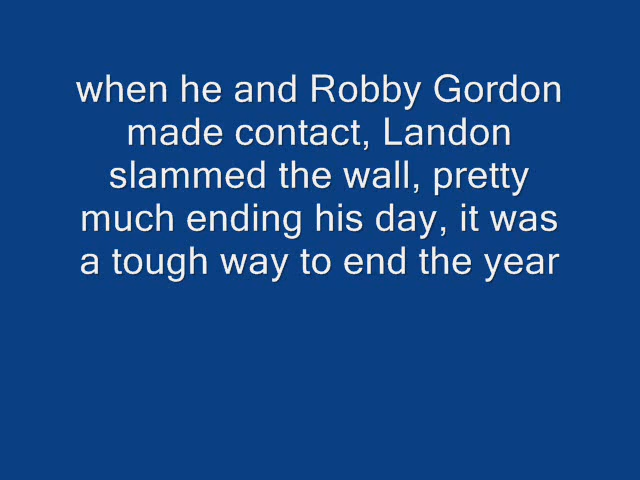 when he and Robby Gordon
made contact, Landon
slammed the wall, pretty
much ending his day, it was
a tough way to end the year